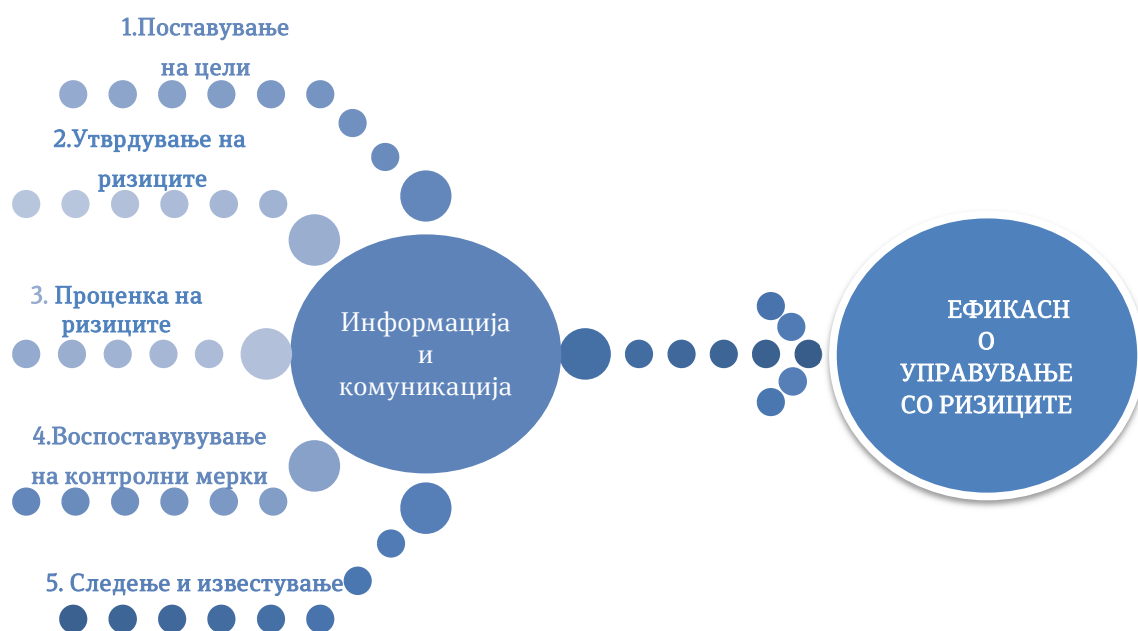 1.Поставување
на цели
2.Утврдување на
ризиците
3. Проценка на
ризиците
4.Воспоставувување
на контролни мерки
5. Следење и известување
Информација
и
комуникација
ЕФИКАСН
О
УПРАВУВАЊЕ
СО РИЗИЦИТЕ